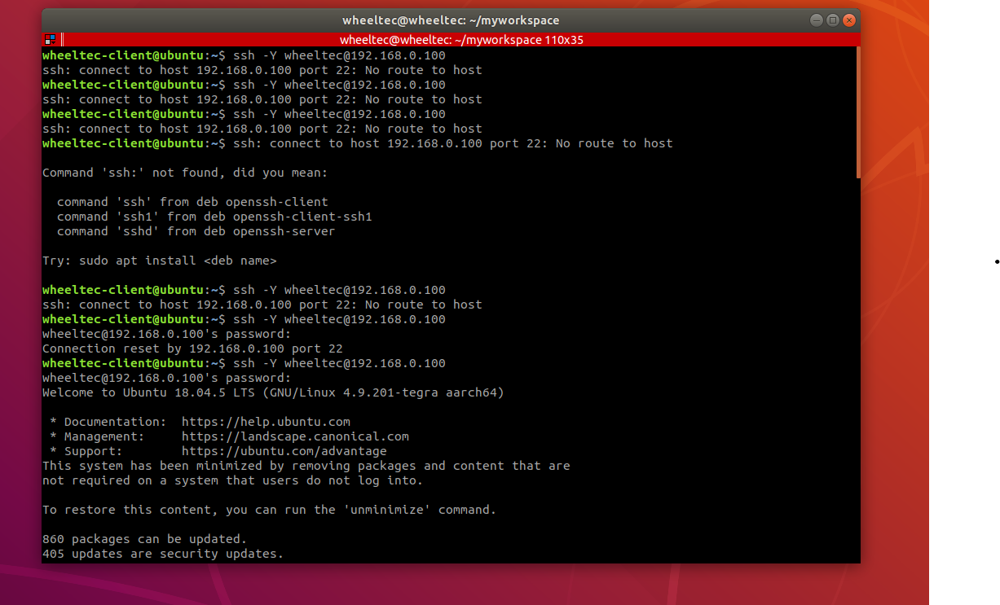 wheeltec@wheeltec: ~/myworkspace
wheeltec@wheeltec: ~/myworkspace 110x35
wheeltec-client@ubuntu:~$ ssh -Y wheeltec@192.168.0.100
ssh: connect to host 192.168.0.100 port 22: No route to host
wheeltec-client@ubuntu:~$ ssh -Y wheeltec@192.168.0.100
ssh: connect to host 192.168.0.100 port 22: No route to host
wheeltec-client@ubuntu:~$ ssh -Y wheeltec@192.168.0.100
ssh: connect to host 192.168.0.100 port 22: No route to host
wheeltec-client@ubuntu:~$ ssh: connect to host 192.168.0.100 port 22: No route to host
Command 'ssh:' not found, did you mean:
command 'ssh' from deb openssh-client
command 'ssh1' from deb openssh-client-ssh1
command 'sshd' from deb openssh-server
Try: sudo apt install <deb name>
wheeltec-client@ubuntu:~$ ssh -Y wheeltec@192.168.0.100
ssh: connect to host 192.168.0.100 port 22: No route to host
wheeltec-client@ubuntu:~$ ssh -Y wheeltec@192.168.0.100
wheeltec@192.168.0.100's password:
Connection reset by 192.168.0.100 port 22
wheeltec-client@ubuntu:~$ ssh -Y wheeltec@192.168.0.100
wheeltec@192.168.0.100's password:
Welcome to Ubuntu 18.04.5 LTS (GNU/Linux 4.9.201-tegra aarch64)
* Documentation:  https://help.ubuntu.com
* Management:     https://landscape.canonical.com
* Support:        https://ubuntu.com/advantage
This system has been minimized by removing packages and content that are
not required on a system that users do not log into.
To restore this content, you can run the 'unminimize' command.
860 packages can be updated.
405 updates are security updates.